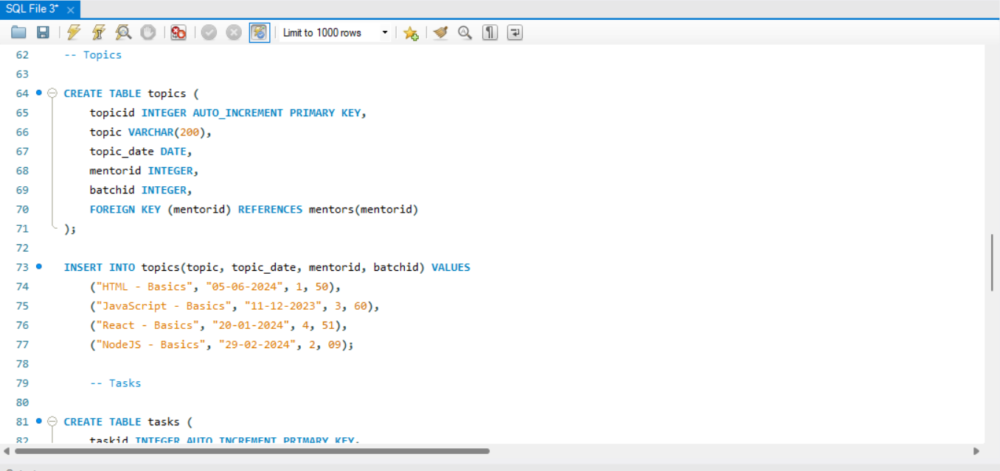 SQL File 3*
Limit to 1000 rows
62 -- Topics
63
64 CREATE TABLE topics (
65 topicid INTEGER AUTO_INCREMENT PRIMARY KEY,
66 topic VARCHAR(200),
67 topic_date DATE,
68 mentorid INTEGER,
69 batchid INTEGER,
70 FOREIGN KEY (mentorid) REFERENCES mentors(mentorid)
71 );
72
73 INSERT INTO topics(topic, topic_date, mentorid, batchid) VALUES
74 ("HTML - Basics", "05-06-2024", 1, 50),
75 ("JavaScript - Basics", "11-12-2023", 3, 60),
76 ("React - Basics", "20-01-2024", 4, 51),
77 ("NodeJS - Basics", "29-02-2024", 2, 09);
78
79 -- Tasks
80
81 CREATE TABLE tasks (
82 taskid INTEGER AUTO_INCREMENT PRIMARY KEY,